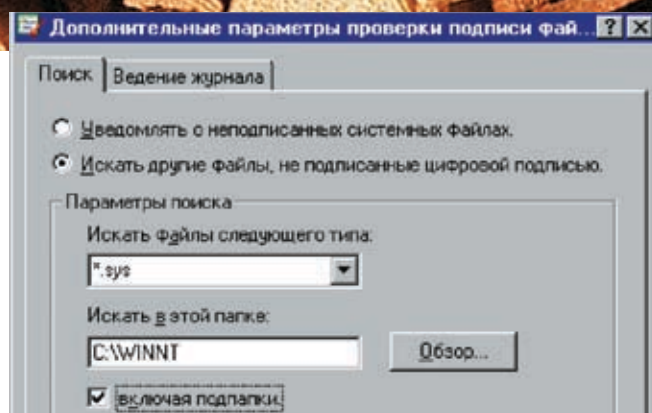 Дополнительные параметры проверки подписи фай...
Поиск
Ведение журнала
Уведомлять о неподписанных системных файлах.
Искать другие файлы, не подписанные цифровой подписью.
Параметры поиска
Искать файлы следующего типа:
*.sys
Искать в этой папке:
C:\WINNT
Обзор...
включая подпапки